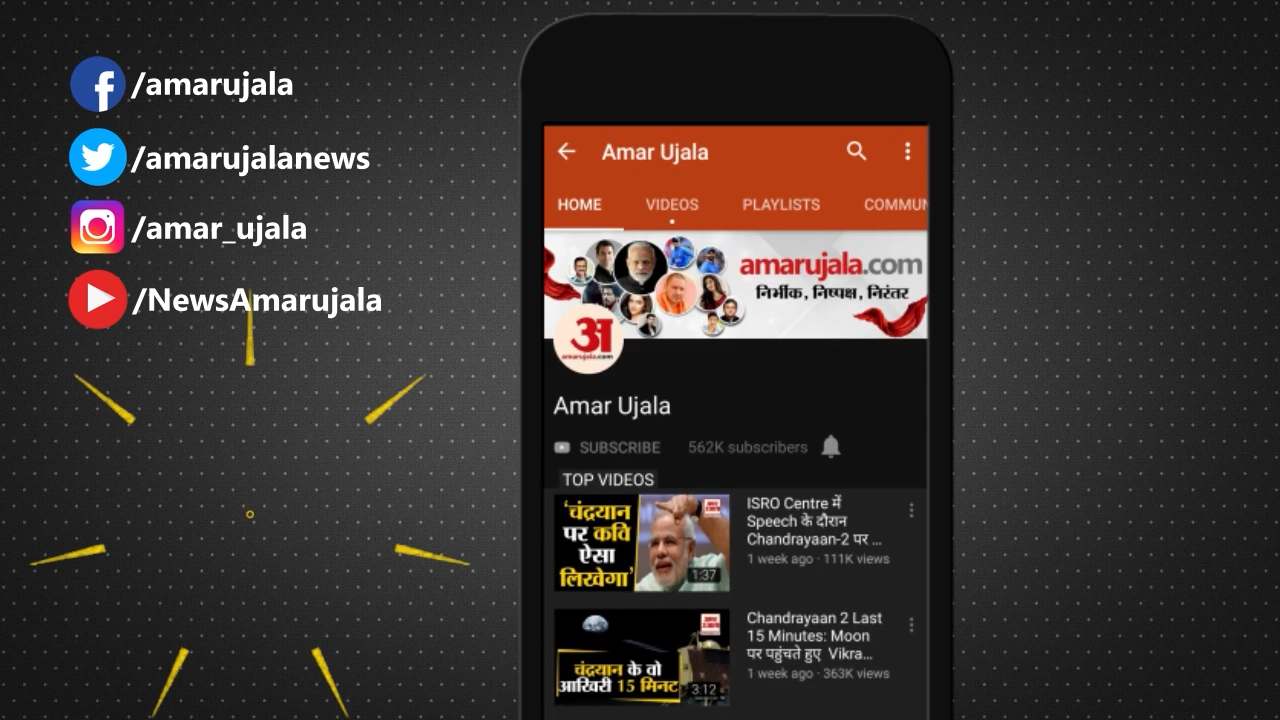 /amarujala
/amarujalanews
/amar_ujala
/NewsAmarujala
Amar Ujala
HOME VIDEOS PLAYLISTS COMMUN
amarujala.com
निर्भीक, निष्पक्ष, निरंतर
अ
amarujala.com
Amar Ujala
SUBSCRIBE 562K subscribers
TOP VIDEOS
‘चंद्रयान
पर कवि
ऐसा
लिखेगा’
1:37
ISRO Centre में
Speech के दौरान
Chandrayaan-2 पर ...
1 week ago · 111K views
चंद्रयान के वो
आखिरी 15 मिनट
3:12
Chandrayaan 2 Last
15 Minutes: Moon
पर पहुंचते हुए Vikra...
1 week ago · 363K views